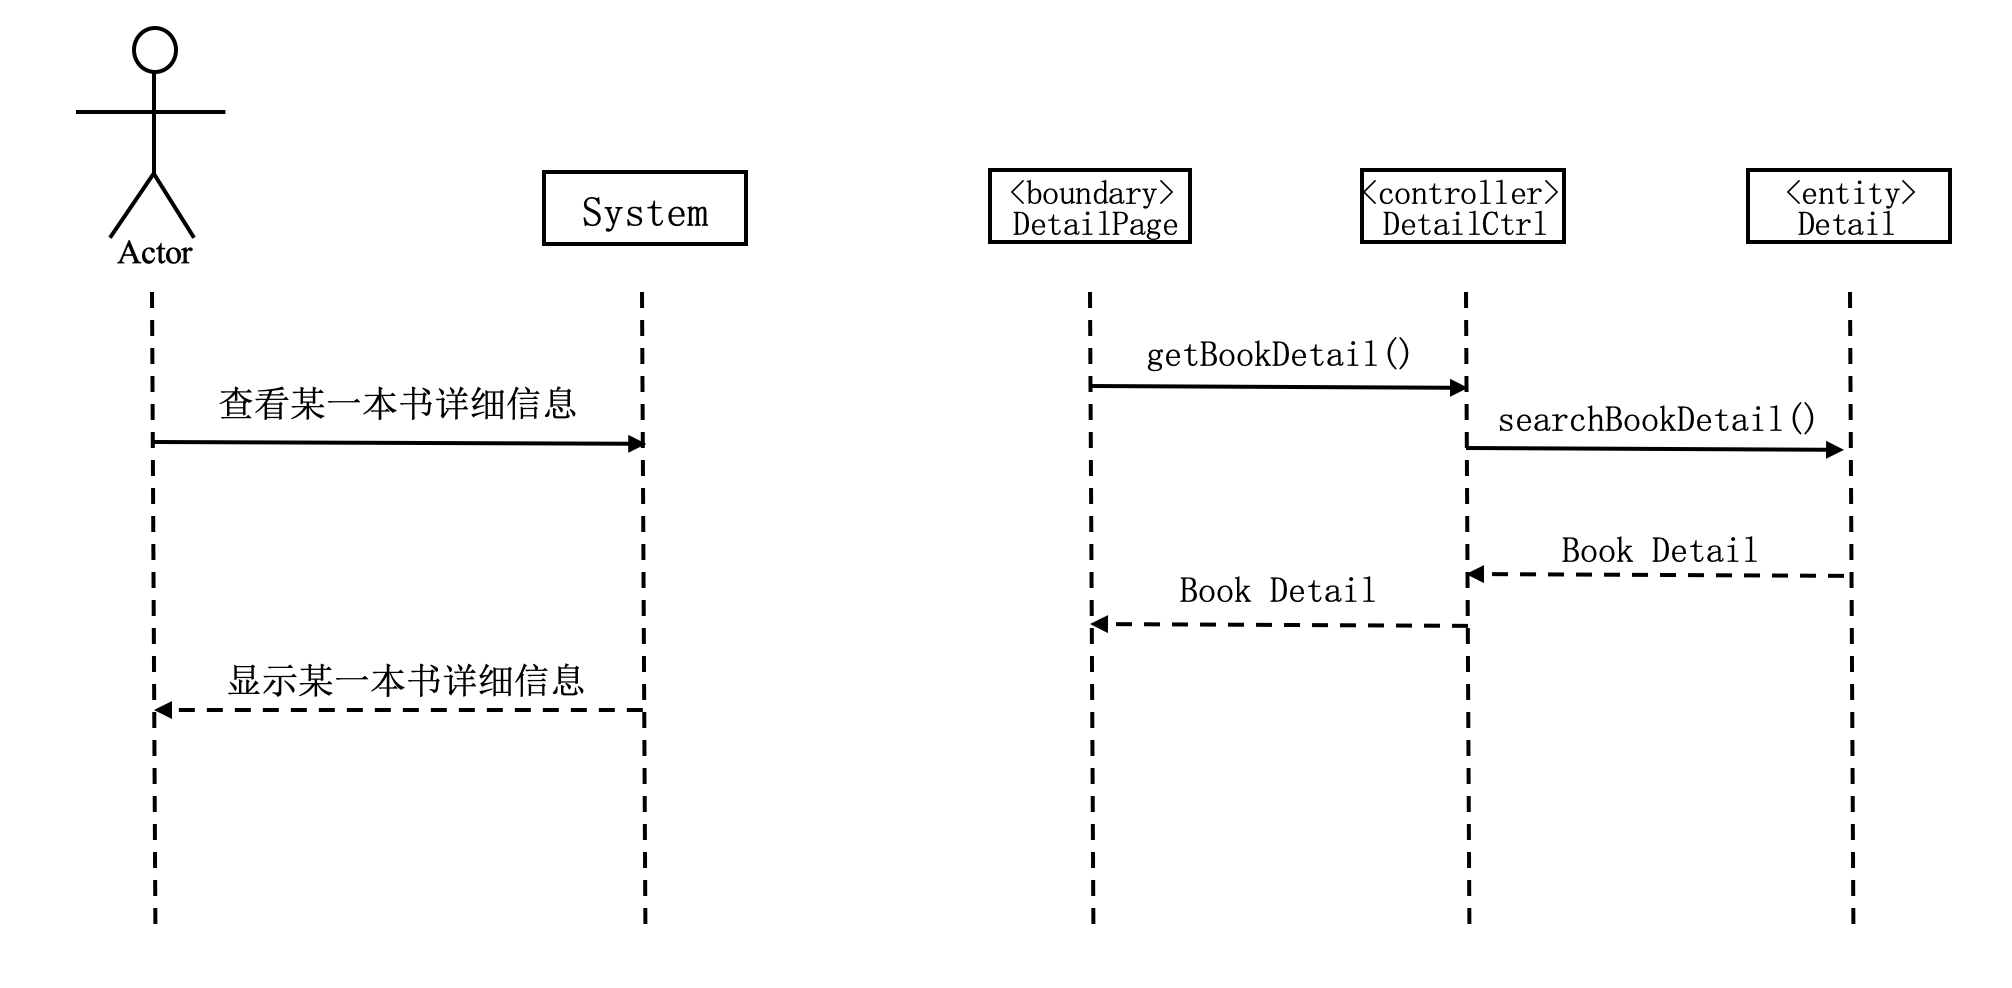 Actor
System
<boundary>
DetailPage
<controller>
DetailCtrl
<entity>
Detail
getBookDetail()
查看某一本书详细信息
searchBookDetail()
Book Detail
Book Detail
显示某一本书详细信息